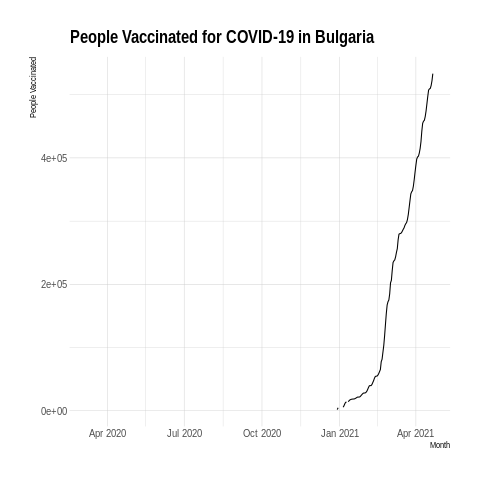 People Vaccinated for COVID-19 in Bulgaria
People Vaccinated
4e+05
2e+05
0e+00
Apr 2020 Jul 2020 Oct 2020 Jan 2021 Apr 2021
Month